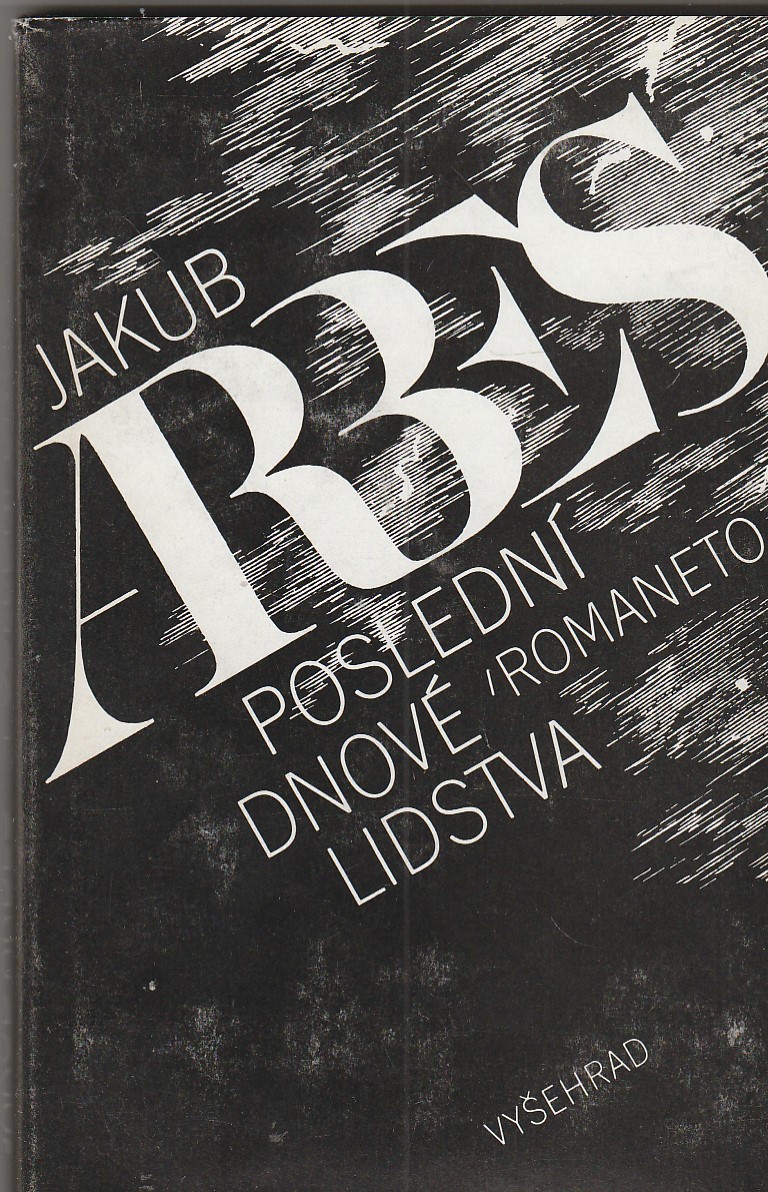 JAKUB
ARBES
POSLEDNÍ
DNOVÉ /ROMANETO
LIDSTVA
VYŠEHRAD